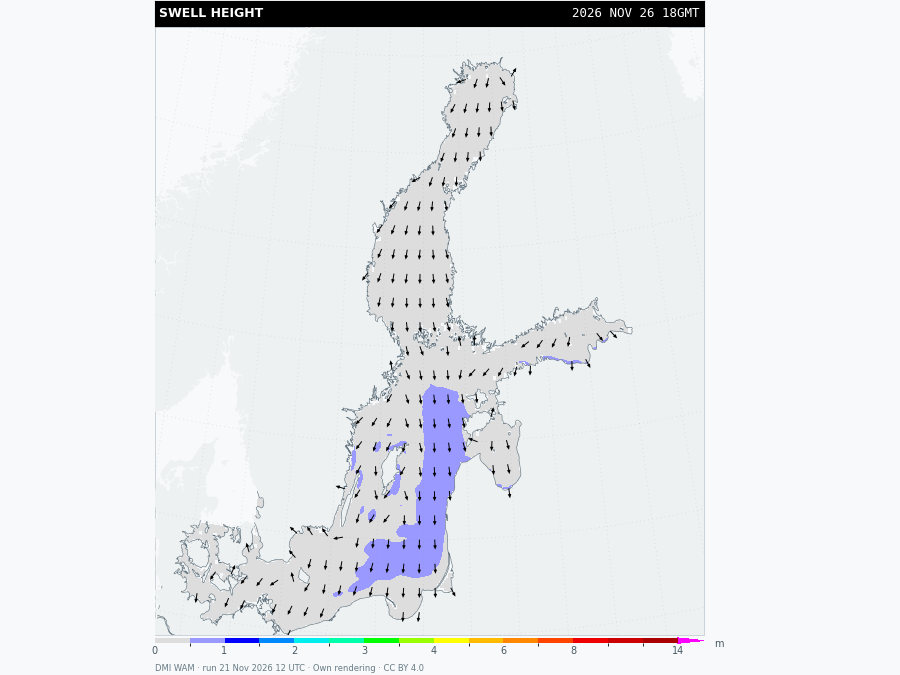 SWELL HEIGHT 2026 NOV 26 18GMT
0 1 2 3 4 6 8 14 m
DMI WAM · run 21 Nov 2026 12 UTC · Own rendering · CC BY 4.0